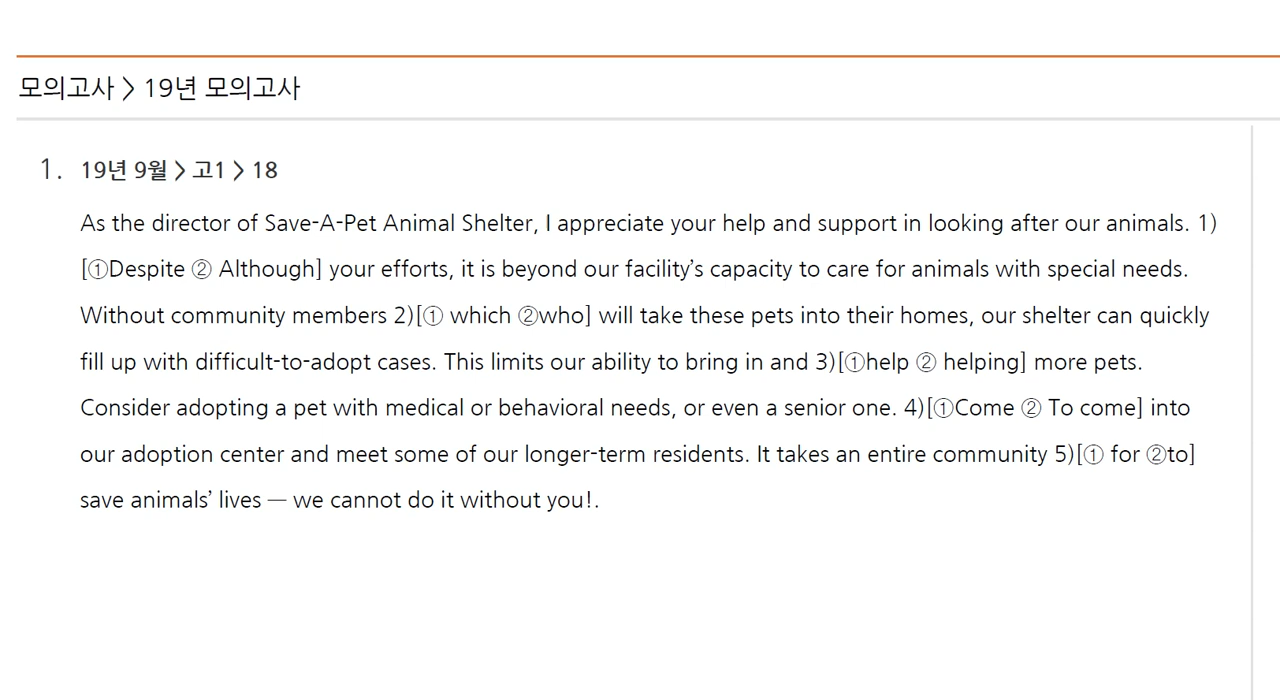 모의고사 > 19년 모의고사
1. 19년 9월 > 고1 > 18
As the director of Save-A-Pet Animal Shelter, I appreciate your help and support in looking after our animals. 1)
[①Despite ② Although] your efforts, it is beyond our facility's capacity to care for animals with special needs.
Without community members 2)[① which ②who] will take these pets into their homes, our shelter can quickly
fill up with difficult-to-adopt cases. This limits our ability to bring in and 3)[①help ② helping] more pets.
Consider adopting a pet with medical or behavioral needs, or even a senior one. 4)[①Come ② To come] into
our adoption center and meet some of our longer-term residents. It takes an entire community 5)[① for ②to]
save animals' lives — we cannot do it without you!.